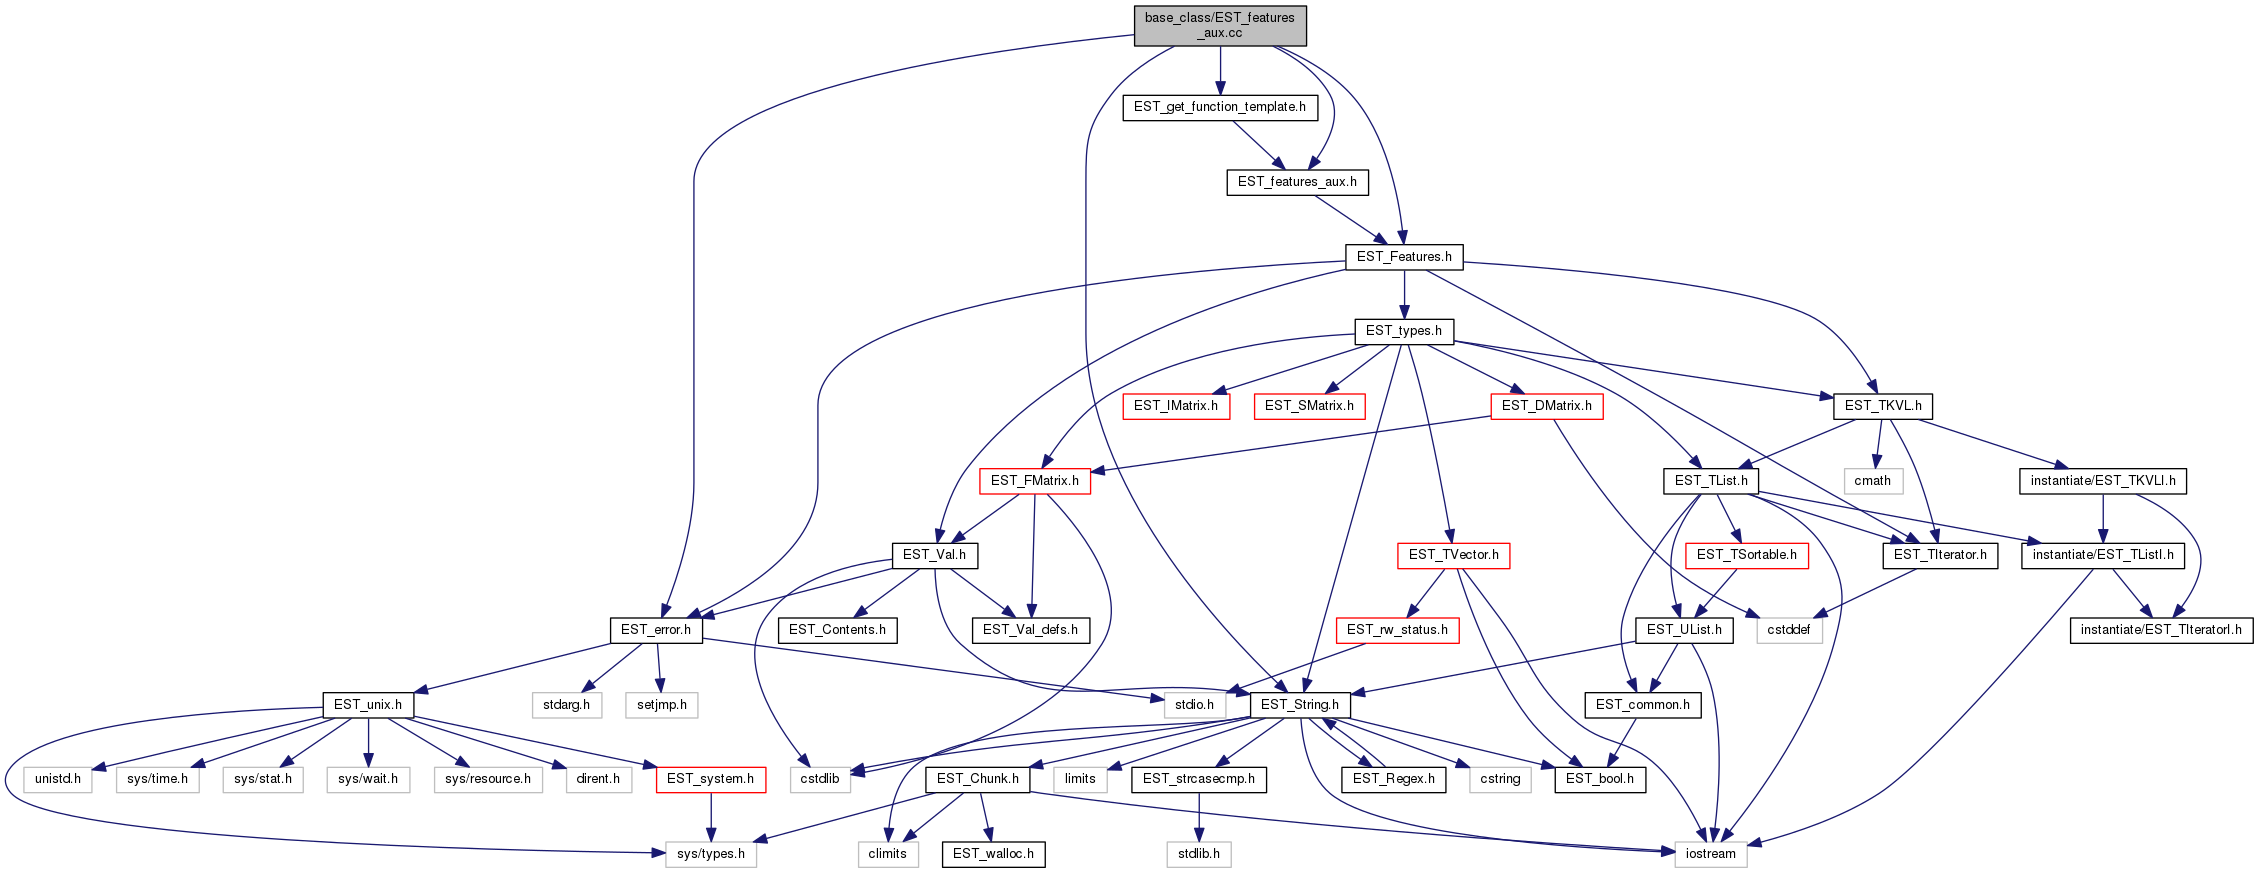 base_class/EST_features
_aux.cc
EST_get_function_template.h
EST_features_aux.h
EST_Features.h
EST_types.h
EST_IMatrix.h
EST_SMatrix.h
EST_DMatrix.h
EST_TKVL.h
EST_FMatrix.h
EST_TList.h
cmath
instantiate/EST_TKVLI.h
EST_Val.h
EST_TVector.h
EST_TSortable.h
EST_TIterator.h
instantiate/EST_TListI.h
EST_error.h
EST_Contents.h
EST_Val_defs.h
EST_rw_status.h
EST_UList.h
cstddef
instantiate/EST_TIteratorI.h
EST_unix.h
stdarg.h
setjmp.h
stdio.h
EST_String.h
EST_common.h
unistd.h
sys/time.h
sys/stat.h
sys/wait.h
sys/resource.h
dirent.h
EST_system.h
cstdlib
EST_Chunk.h
limits
EST_strcasecmp.h
EST_Regex.h
cstring
EST_bool.h
sys/types.h
climits
EST_walloc.h
stdlib.h
iostream